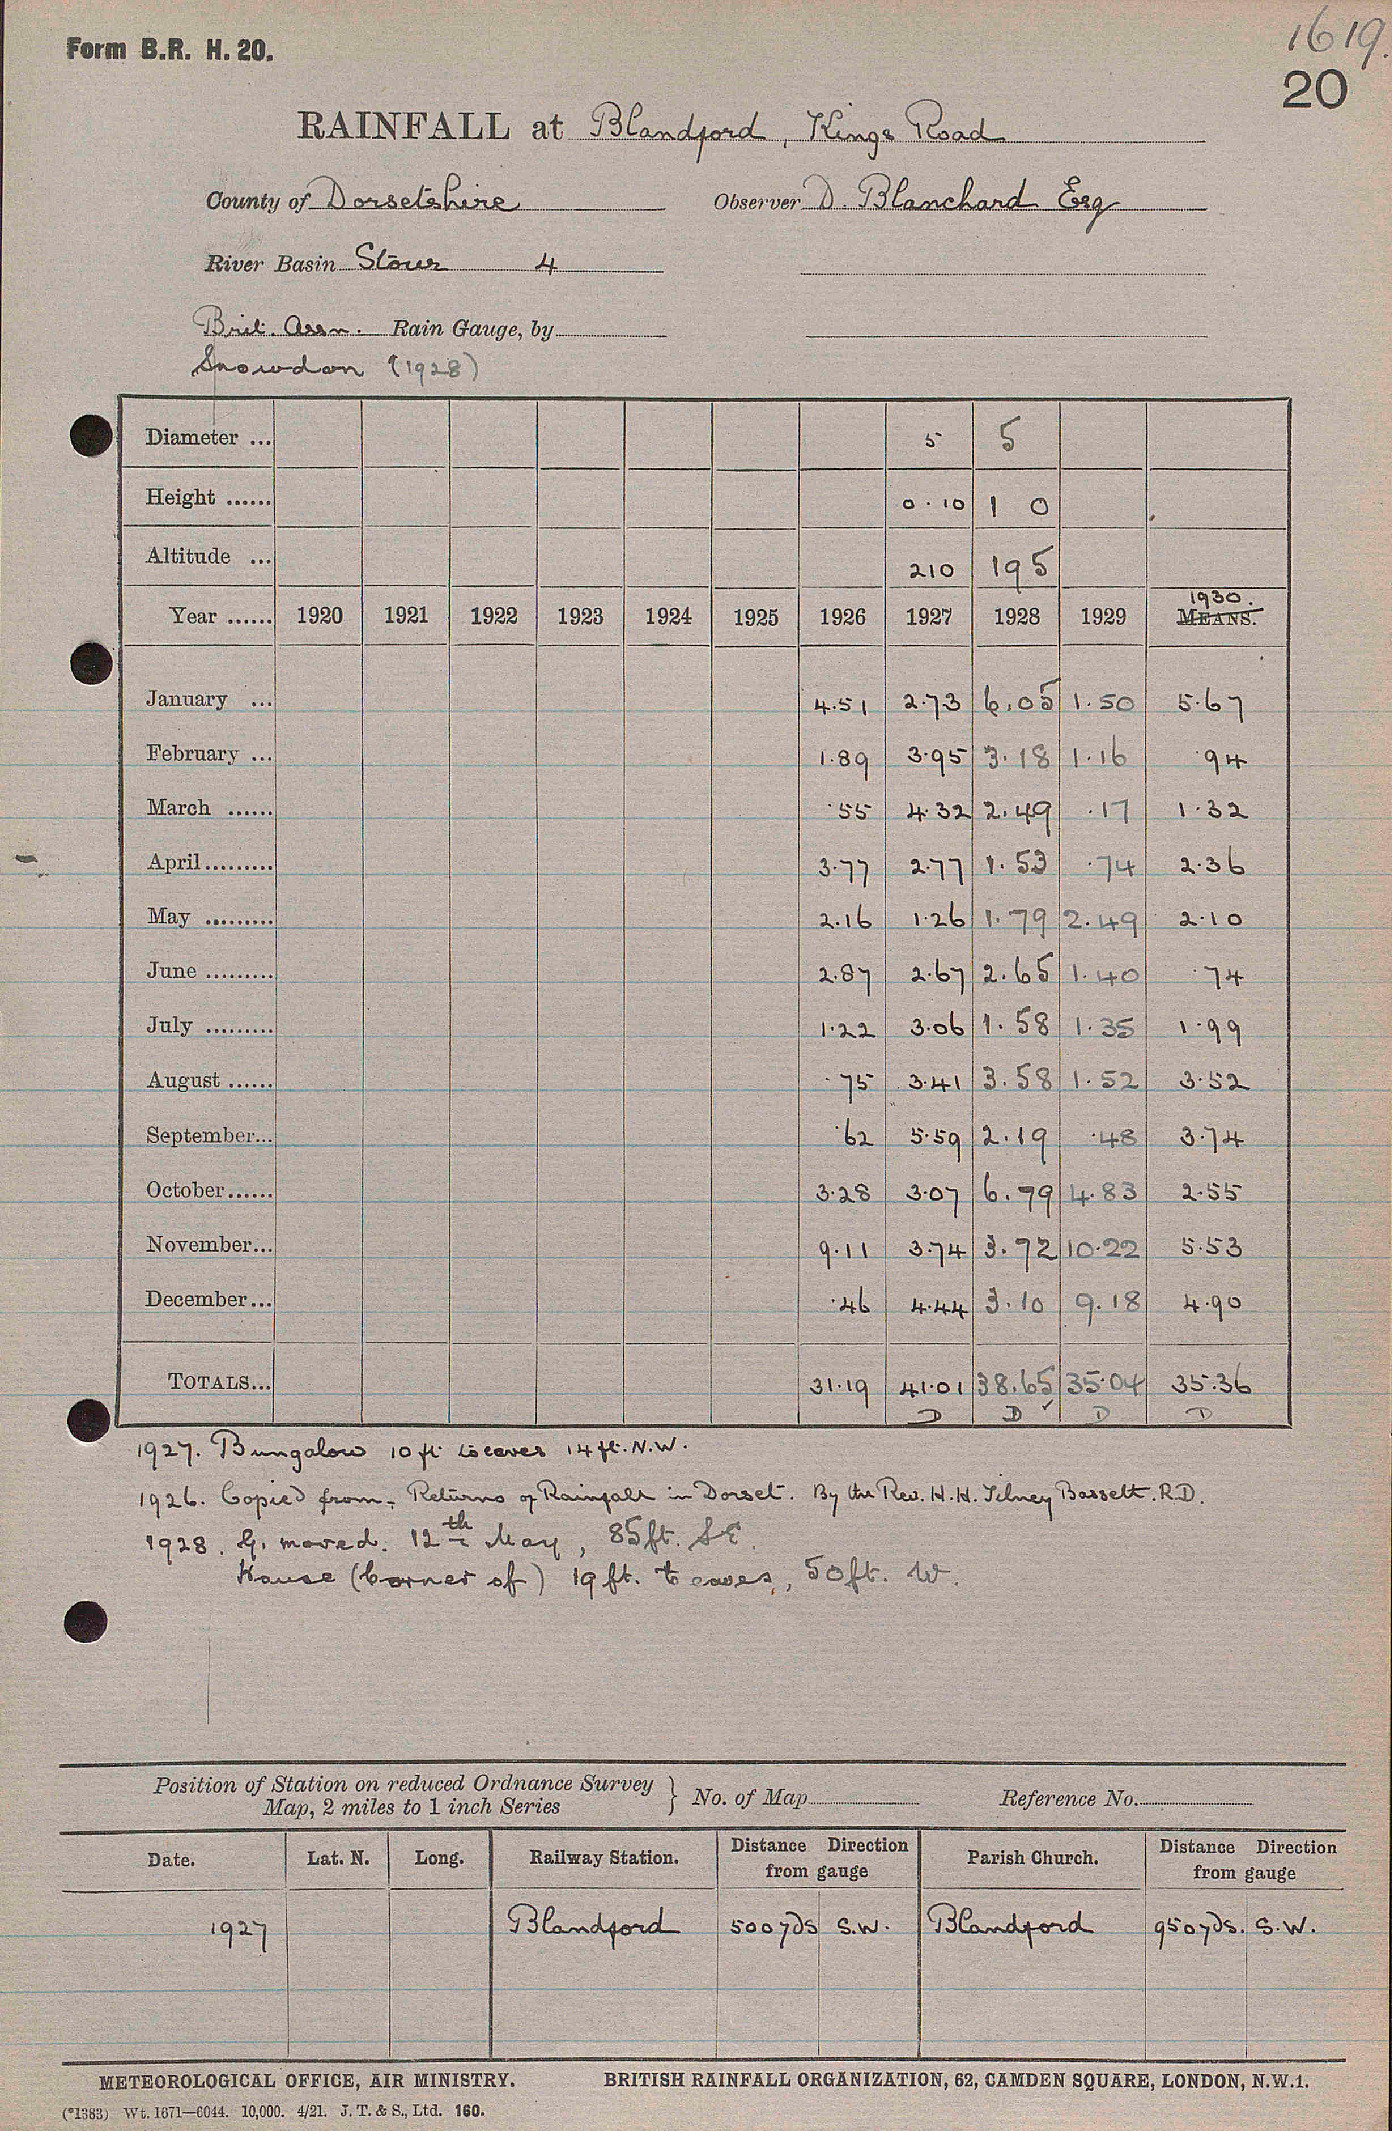 Form B.R. H. 20.
1619.
20
RAINFALL at Blandford, Kings Road
County of Dorsetshire Observer D. Blanchard Esq
River Basin Stour 4
Brit. Assn. Rain Gauge, by
Snowdon (1928)
Diameter ... 5 5
Height ...... 0·10 1 0
Altitude ... 210 195
Year ...... 1920 1921 1922 1923 1924 1925 1926 1927 1928 1929 1930. MEANS.
January ... 4.51 2.73 6.05 1.50 5.67
February ... 1.89 3.95 3.18 1.16 .94
March ...... .55 4.32 2.49 .17 1.32
April......... 3.77 2.77 1.53 .74 2.36
May ......... 2.16 1.26 1.79 2.49 2.10
June ......... 2.87 2.67 2.65 1.40 .74
July ......... 1.22 3.06 1.58 1.35 1.99
August ...... .75 3.41 3.58 1.52 3.52
September... .62 5.59 2.19 .48 3.74
October...... 3.28 3.07 6.79 4.83 2.55
November... 9.11 3.74 3.72 10.22 5.53
December... .46 4.44 3.10 9.18 4.90
TOTALS... 31.19 41.01 38.65 35.04 35.36
D D ✓ D D
1927. Bungalow 10 ft to eaves 14 ft. N.W.
1926. Copied from - Returns of Rainfall in Dorset. By the Rev. H.H. Tilney Bassett. R.D.
1928. G. moved. 12th May, 85ft. SE.
House (Corner of) 19 ft. to eaves, 50ft. W.
Position of Station on reduced Ordnance Survey
Map, 2 miles to 1 inch Series } No. of Map Reference No.
Date. Lat. N. Long. Railway Station. Distance Direction from gauge Parish Church. Distance Direction from gauge
1927 Blandford 500 yds S.W. Blandford 950 yds. S.W.
METEOROLOGICAL OFFICE, AIR MINISTRY. BRITISH RAINFALL ORGANIZATION, 62, CAMDEN SQUARE, LONDON, N.W.1.
(*1383) Wt. 1671—6044. 10,000. 4/21. J. T. & S., Ltd. 160.